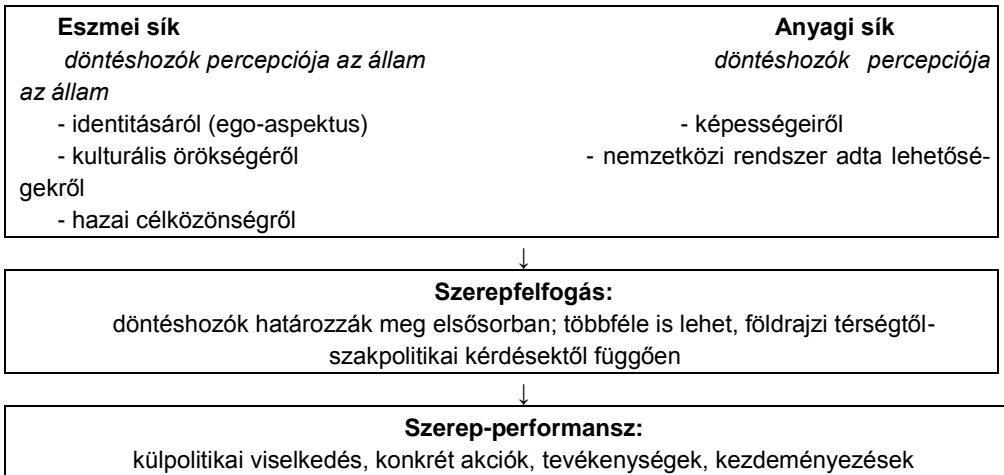 Eszmei sík Anyagi sík
döntéshozók percepciója az állam döntéshozók percepciója
az állam
- identitásáról (ego-aspektus) - képességeiről
- kulturális örökségéről - nemzetközi rendszer adta lehetősé-
gekről
- hazai célközönségről
↓
Szerepfelfogás:
döntéshozók határozzák meg elsősorban; többféle is lehet, földrajzi térségtől-
szakpolitikai kérdésektől függően
↓
Szerep-performansz:
külpolitikai viselkedés, konkrét akciók, tevékenységek, kezdeményezések